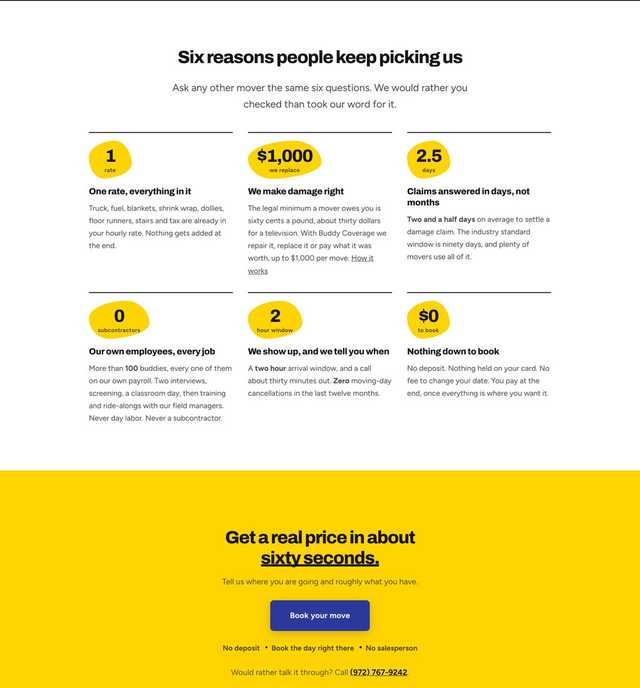 Six reasons people keep picking us
Ask any other mover the same six questions. We would rather you
checked than took our word for it.
1
rate
One rate, everything in it
Truck, fuel, blankets, shrink wrap, dollies,
floor runners, stairs and tax are already in
your hourly rate. Nothing gets added at
the end.
$1,000
we replace
We make damage right
The legal minimum a mover owes you is
sixty cents a pound, about thirty dollars
for a television. With Buddy Coverage we
repair it, replace it or pay what it was
worth, up to $1,000 per move. How it
works
2.5
days
Claims answered in days, not
months
Two and a half days on average to settle a
damage claim. The industry standard
window is ninety days, and plenty of
movers use all of it.
0
subcontractors
Our own employees, every job
More than 100 buddies, every one of them
on our own payroll. Two interviews,
screening, a classroom day, then training
and ride-alongs with our field managers.
Never day labor. Never a subcontractor.
2
hour window
We show up, and we tell you when
A two hour arrival window, and a call
about thirty minutes out. Zero moving-day
cancellations in the last twelve months.
$0
to book
Nothing down to book
No deposit. Nothing held on your card. No
fee to change your date. You pay at the
end, once everything is where you want it.
Get a real price in about
sixty seconds.
Tell us where you are going and roughly what you have.
Book your move
No deposit • Book the day right there • No salesperson
Would rather talk it through? Call (972) 767-9242.